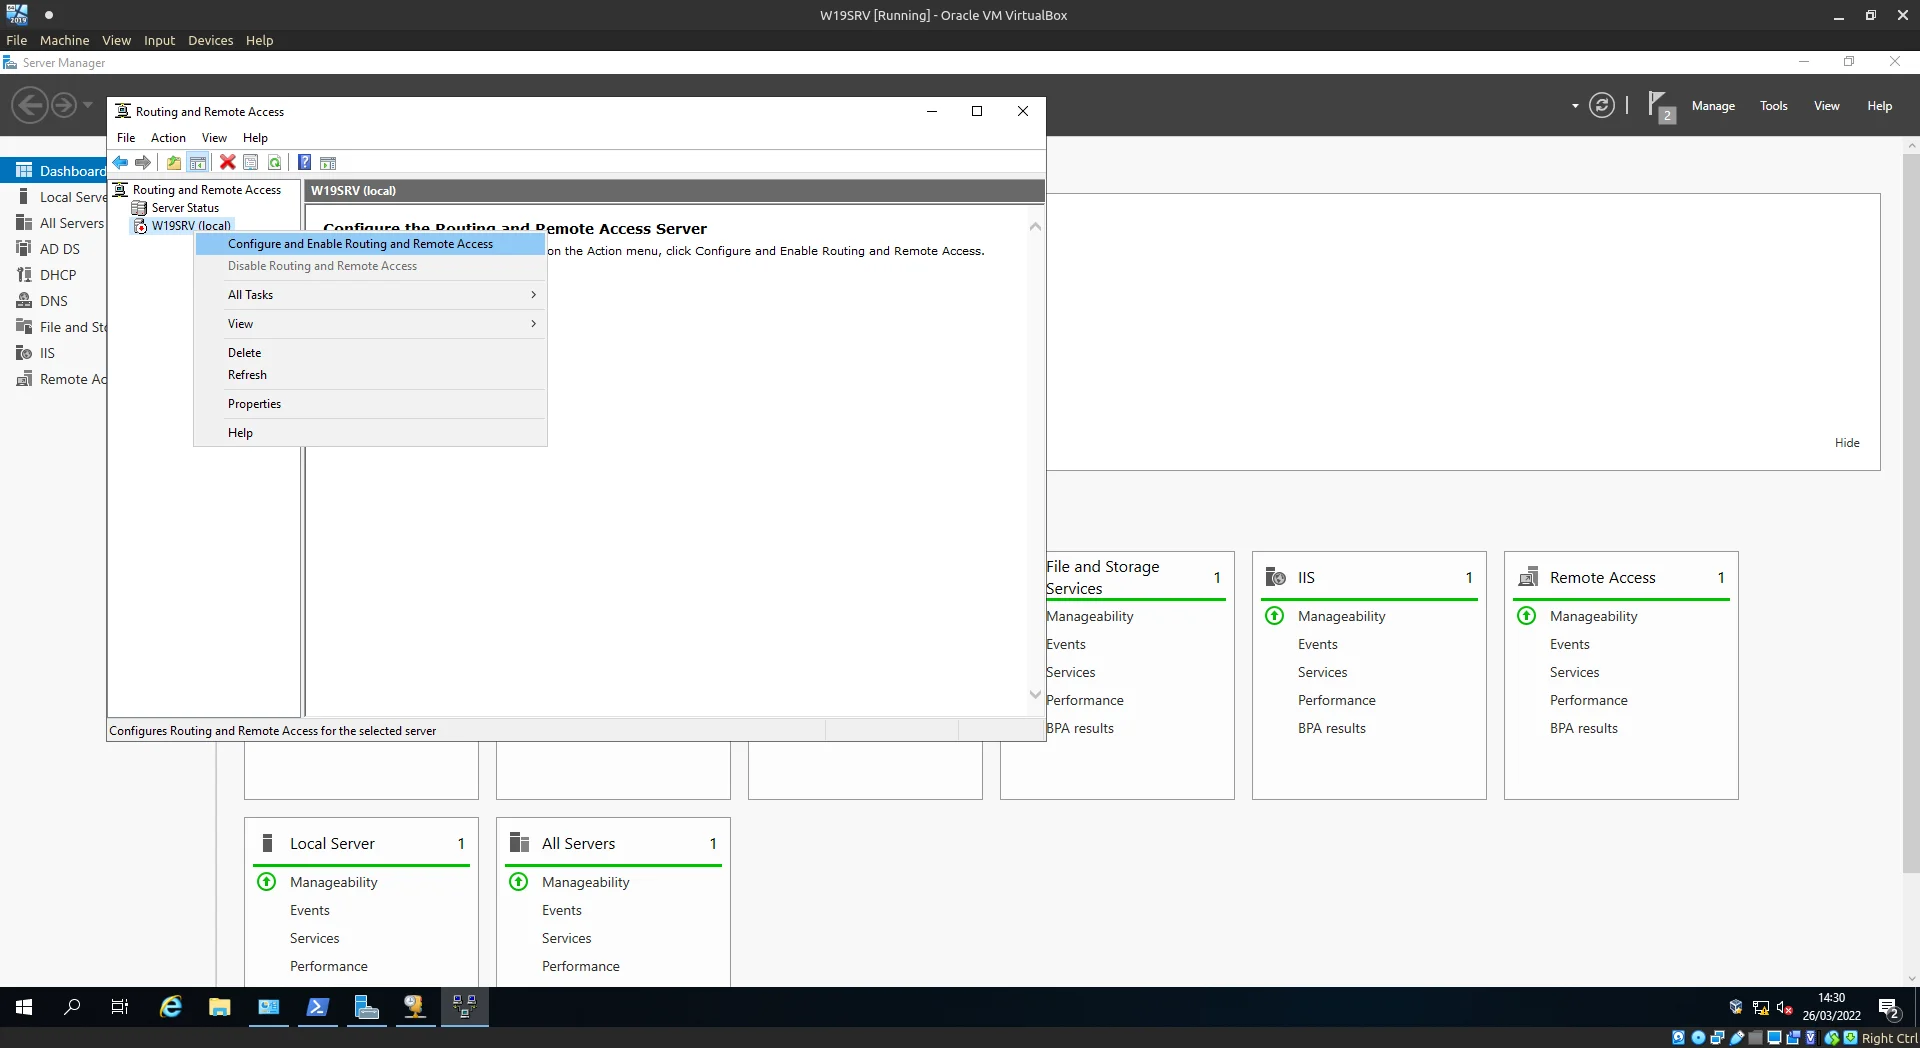 W19SRV [Running] - Oracle VM VirtualBox
File Machine View Input Devices Help
Server Manager
2
Manage Tools View Help
Routing and Remote Access
File Action View Help
Dashboard
Local Serve
All Servers
AD DS
DHCP
DNS
File and Sto
IIS
Remote Ac
Routing and Remote Access
Server Status
W19SRV (local)
W19SRV (local)
Configure the Routing and Remote Access Server
on the Action menu, click Configure and Enable Routing and Remote Access.
Configure and Enable Routing and Remote Access
Disable Routing and Remote Access
All Tasks
View
Delete
Refresh
Properties
Help
Configures Routing and Remote Access for the selected server
Hide
File and Storage
Services
1
Manageability
Events
Services
Performance
BPA results
IIS 1
Manageability
Events
Services
Performance
BPA results
Remote Access 1
Manageability
Events
Services
Performance
BPA results
Local Server 1
Manageability
Events
Services
Performance
All Servers 1
Manageability
Events
Services
Performance
14:30
26/03/2022
2
Right Ctrl